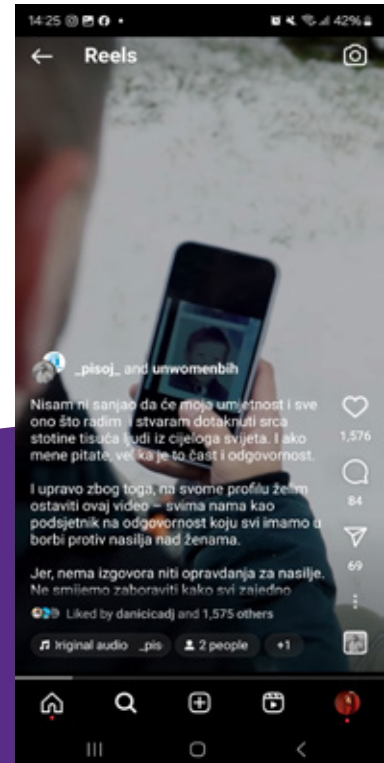 14:25
42%
Reels
_pisoj_ and unwomenbih
Nisam ni sanjao da će moja umjetnost i sve
ono što radim i stvaram dotaknuti srca
stotine tisuća ljudi iz cijeloga svijeta. I ako
mene pitate, velika je to čast i odgovornost.
I upravo zbog toga, na svome profilu želim
ostaviti ovaj video – svima nama kao
podsjetnik na odgovornost koju svi imamo u
borbi protiv nasilja nad ženama.
Jer, nema izgovora niti opravdanja za nasilje.
Ne smijemo zaboraviti kako svi zajedno
1,576
84
69
Liked by danicicadj and 1,575 others
riginal audio _pis
2 people
+1